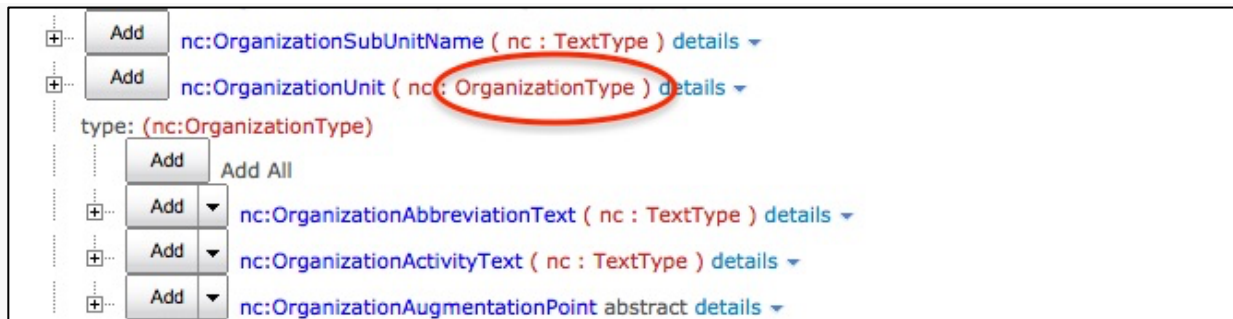 Add nc:OrganizationSubUnitName ( nc : TextType ) details
Add nc:OrganizationUnit ( nc : OrganizationType ) details
type: (nc:OrganizationType)
Add Add All
Add nc:OrganizationAbbreviationText ( nc : TextType ) details
Add nc:OrganizationActivityText ( nc : TextType ) details
Add nc:OrganizationAugmentationPoint abstract details